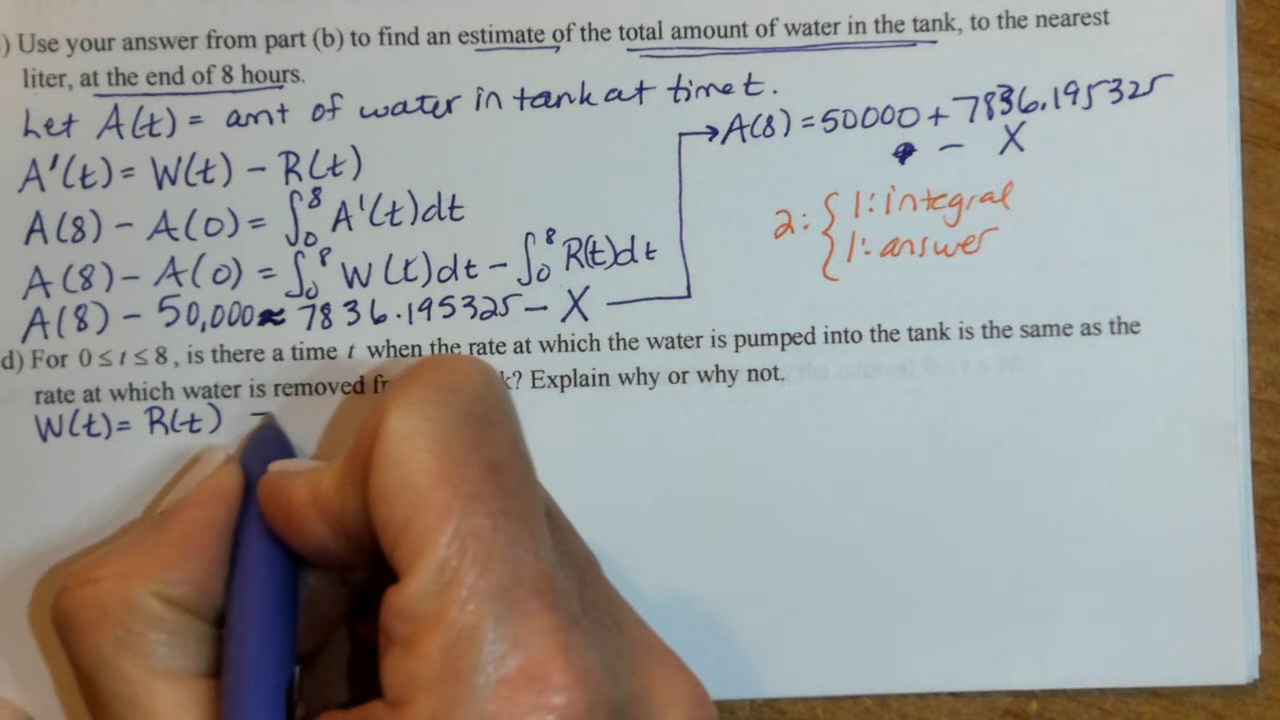 ) Use your answer from part (b) to find an estimate of the total amount of water in the tank, to the nearest
liter, at the end of 8 hours.
Let A(t) = amt of water in tank at time t.
A'(t) = W(t) - R(t)
A(8) - A(0) = ∫₀⁸ A'(t)dt
A(8) - A(0) = ∫₀⁸ W(t)dt - ∫₀⁸ R(t)dt
A(8) - 50,000 ≈ 7836.195325 - X
→ A(8) = 50000 + 7836.195325
- X
2: { 1: integral
1: answer
d) For 0 ≤ t ≤ 8, is there a time t when the rate at which the water is pumped into the tank is the same as the
rate at which water is removed fr k? Explain why or why not.
W(t) = R(t)